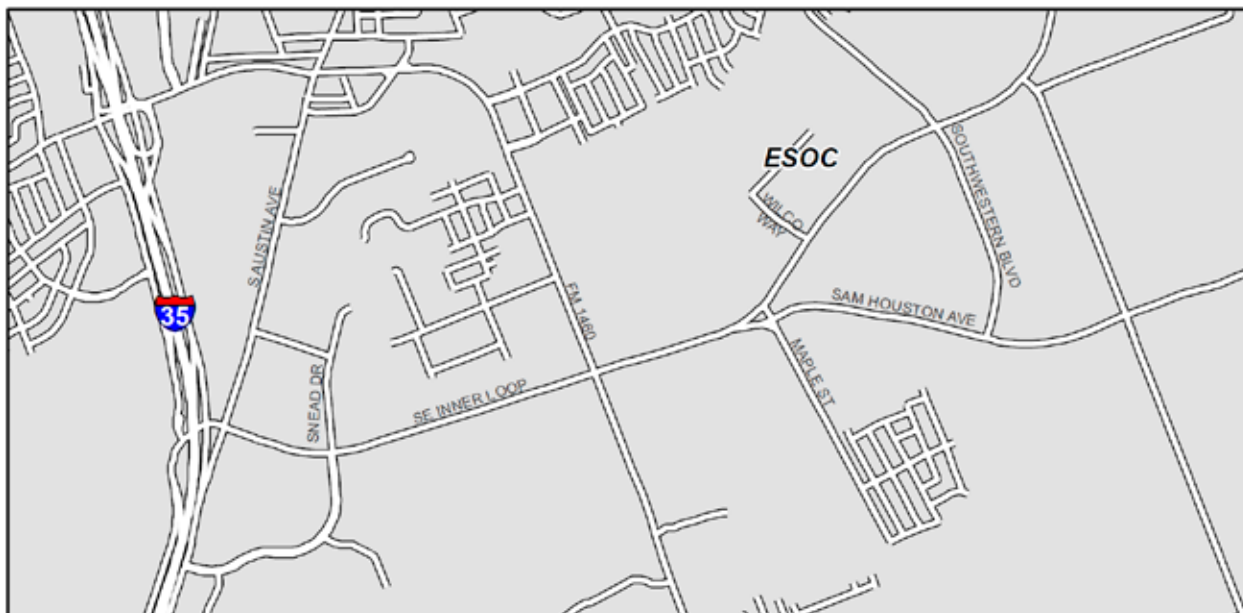 ESOC
WILCO
WAY
SOUTHWESTERN BLVD
S AUSTIN AVE
35
FM 1460
SAM HOUSTON AVE
MAPLE ST
SNEAD DR
SE INNER LOOP